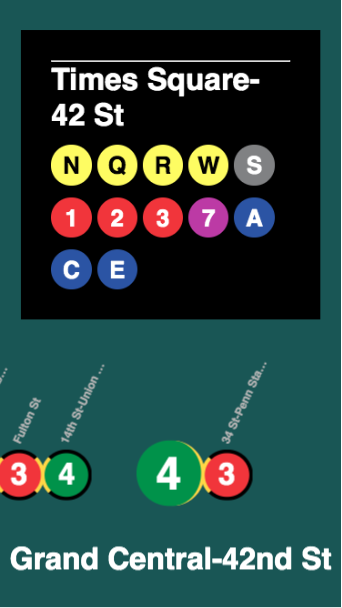 Times Square-
42 St
N Q R W S
1 2 3 7 A
C E
Fulton St
14th St-Union ...
34 St-Penn Sta...
3 4 4 3
Grand Central-42nd St